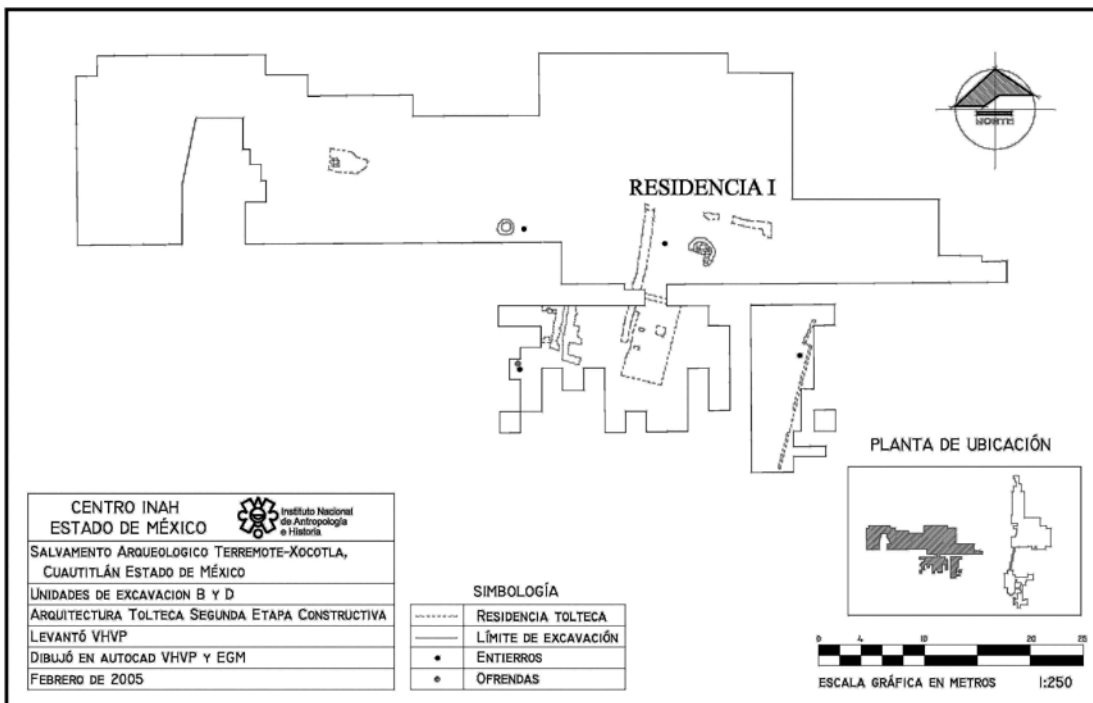 NORTE
RESIDENCIA I
PLANTA DE UBICACIÓN
CENTRO INAH
ESTADO DE MÉXICO
Instituto Nacional
de Antropología
e Historia
SALVAMENTO ARQUEOLOGICO TERREMOTE-XOCOTLA,
CUAUTITLÁN ESTADO DE MÉXICO
UNIDADES DE EXCAVACION B Y D
ARQUITECTURA TOLTECA SEGUNDA ETAPA CONSTRUCTIVA
LEVANTÓ VHVP
DIBUJÓ EN AUTOCAD VHVP Y EGM
FEBRERO DE 2005
SIMBOLOGÍA
RESIDENCIA TOLTECA
LÍMITE DE EXCAVACIÓN
ENTIERROS
OFRENDAS
0 4 10 20 25
ESCALA GRÁFICA EN METROS 1:250